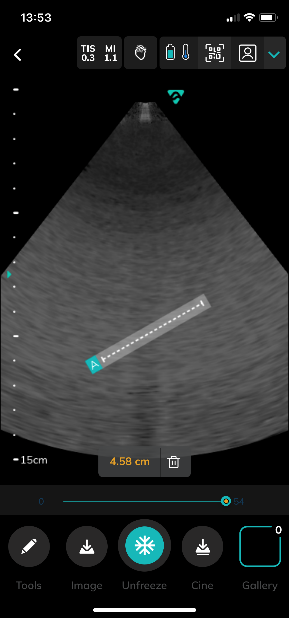 13:53
TIS MI
0.3 1.1
A
15cm
4.58 cm
0 54
0
Tools Image Unfreeze Cine Gallery